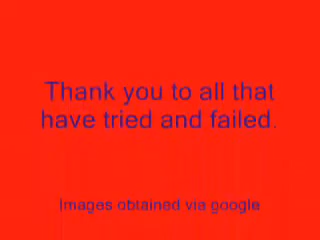 Thank you to all that
have tried and failed.
Images obtained via google